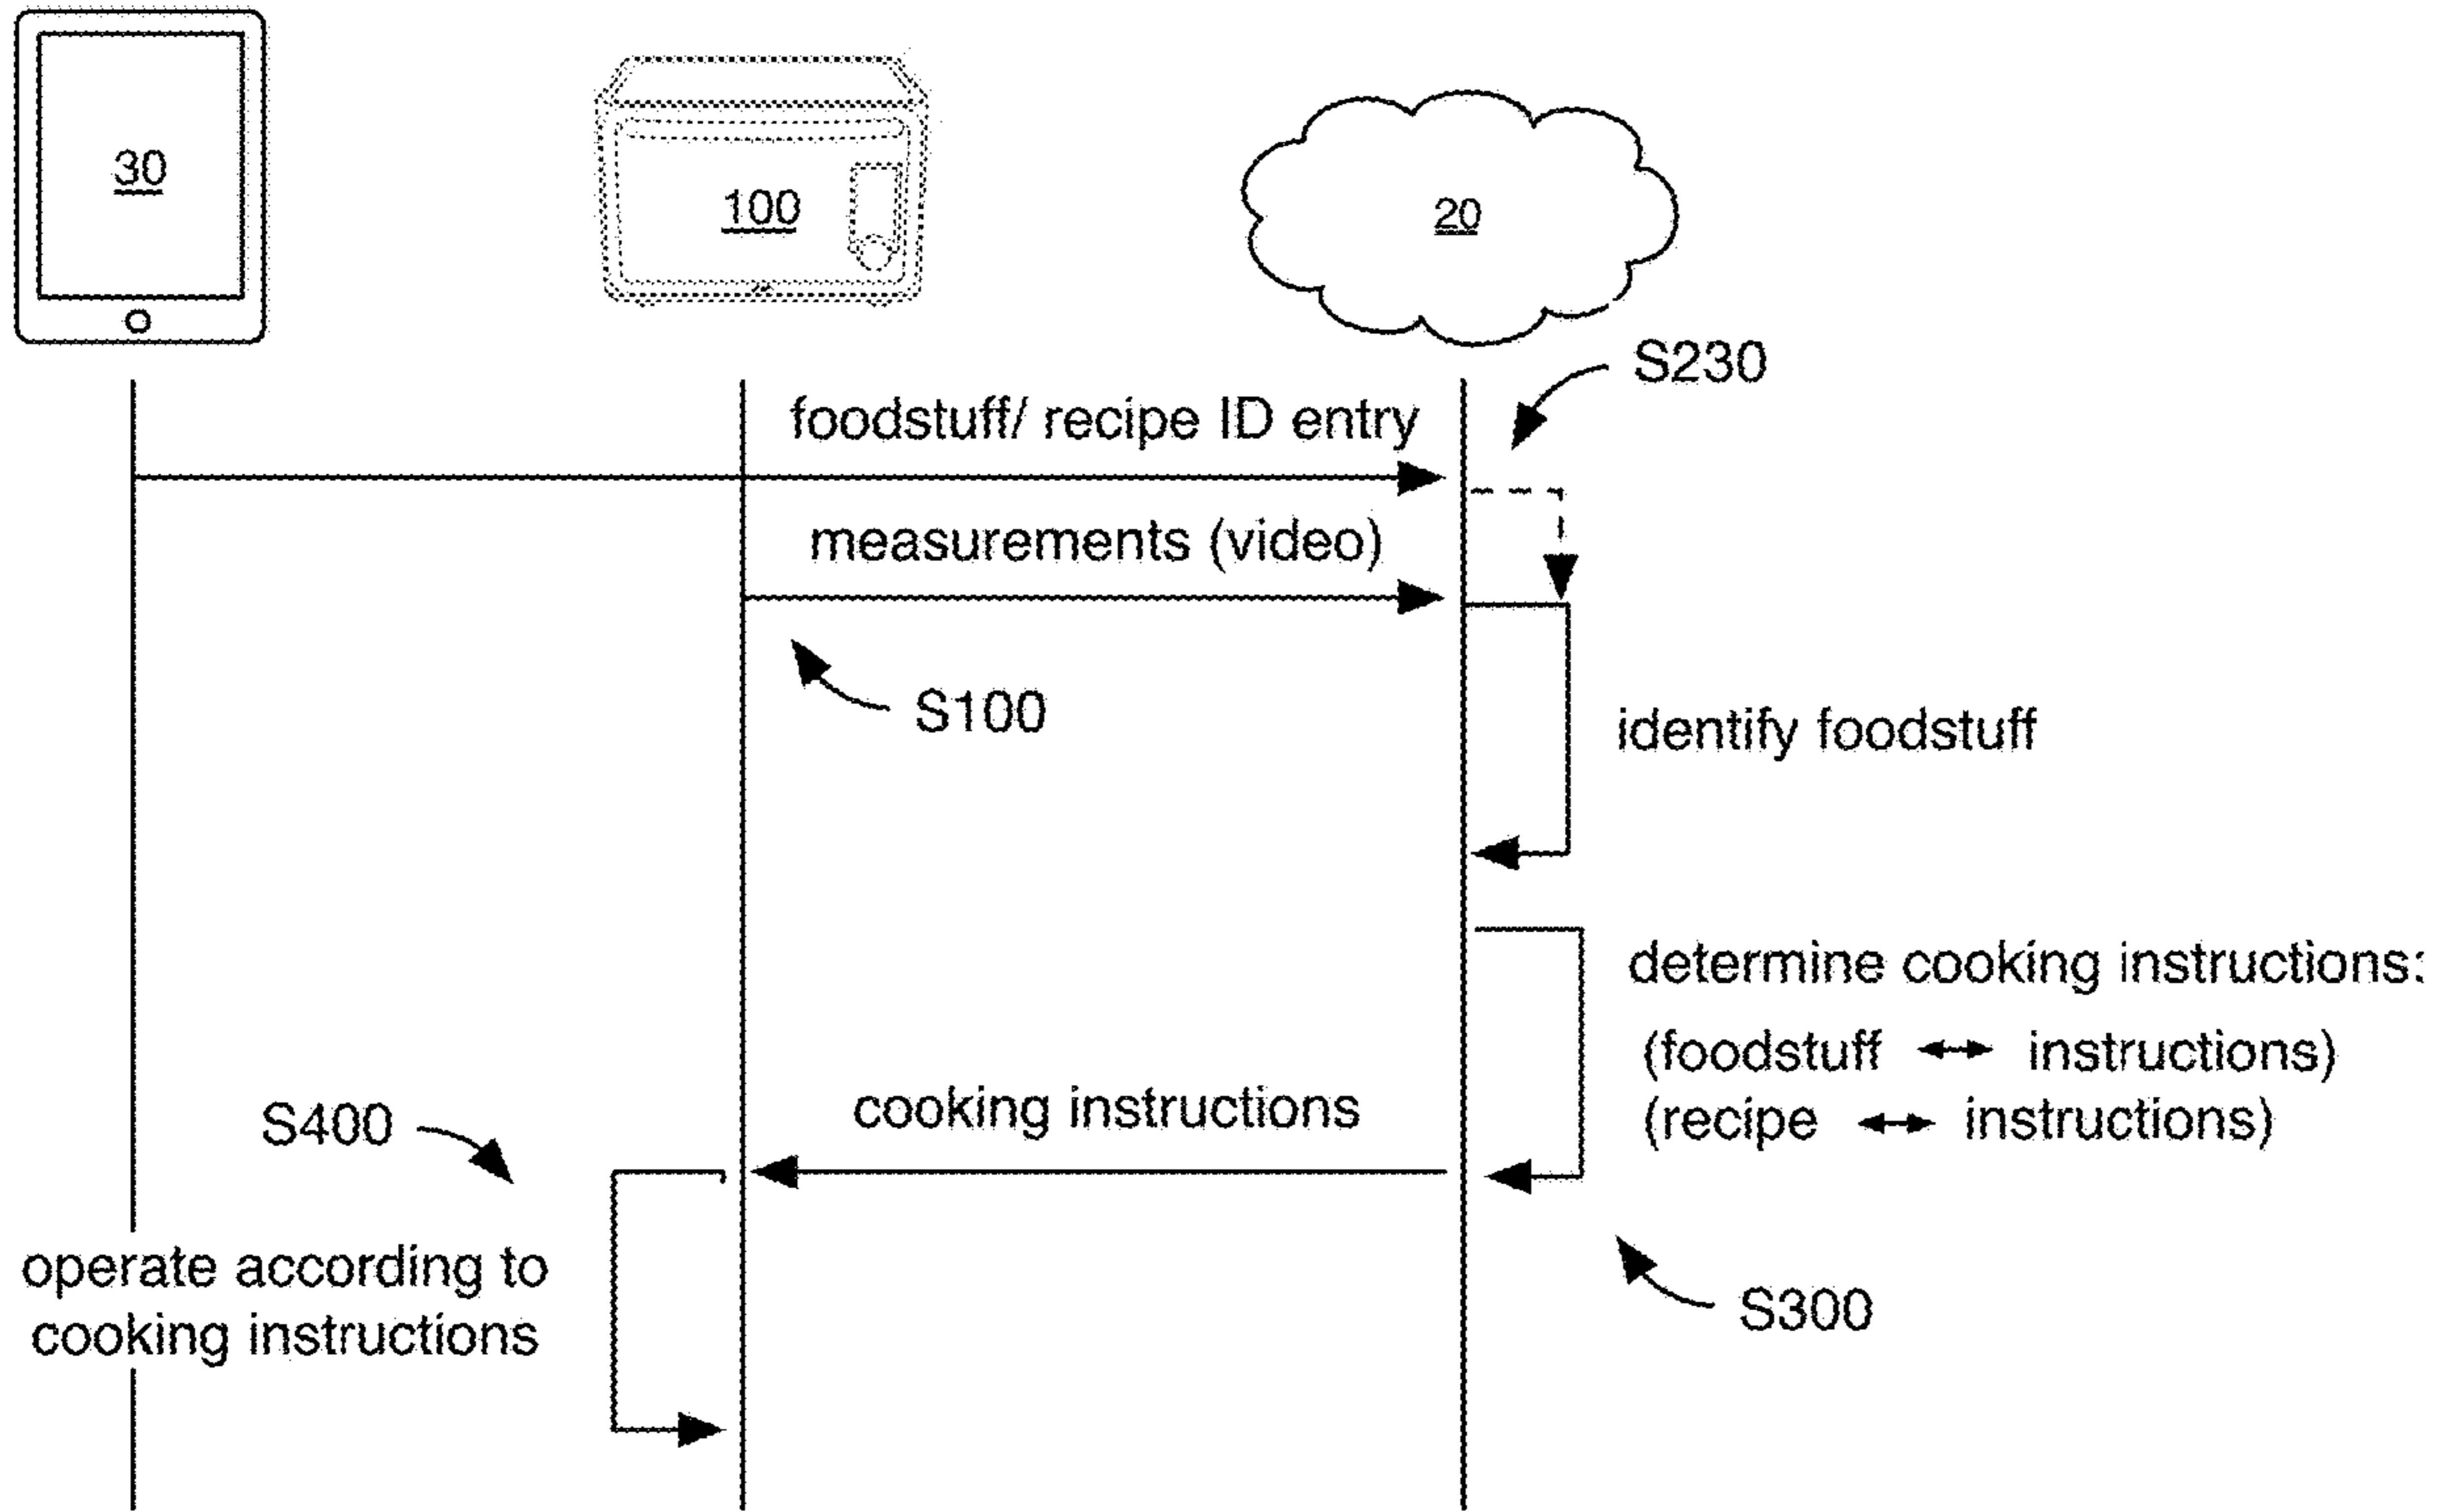 30
100
20
S230
foodstuff/ recipe ID entry
measurements (video)
S100
identify foodstuff
determine cooking instructions:
(foodstuff ↔ instructions)
(recipe ↔ instructions)
cooking instructions
S400
operate according to
cooking instructions
S300